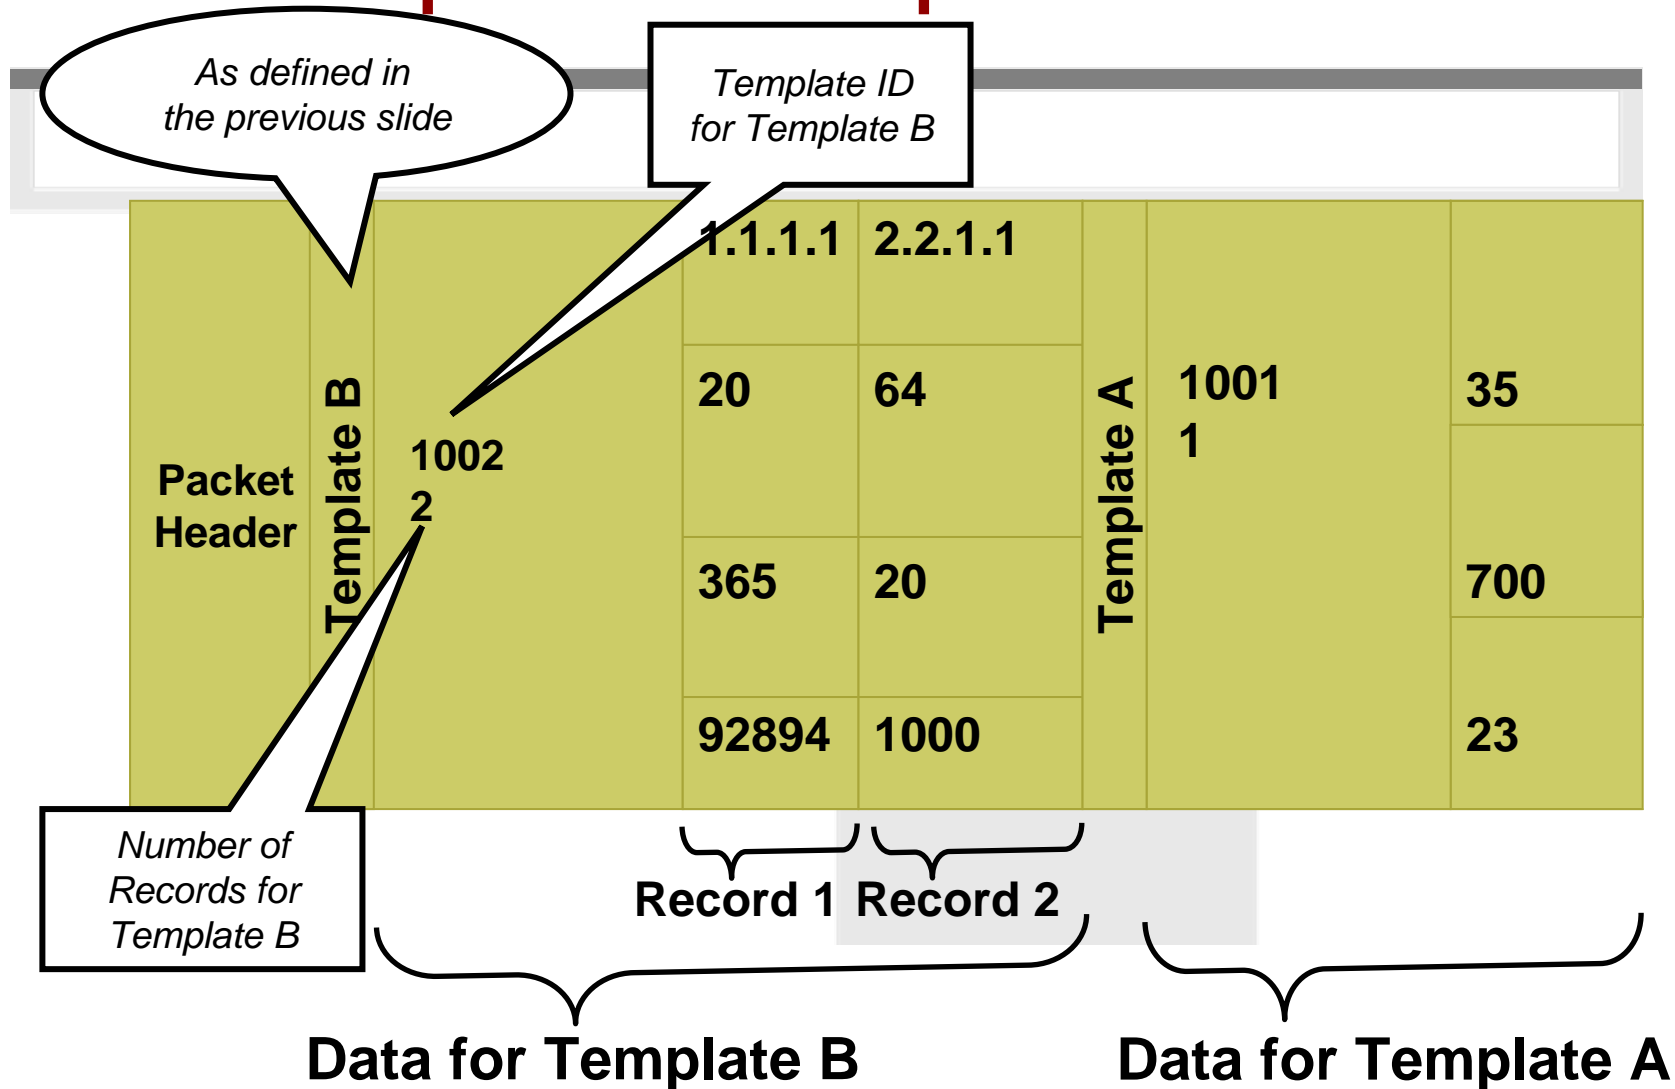 As defined in
the previous slide
Template ID
for Template B
Packet
Header
Template B
1002
2
1.1.1.1
2.2.1.1
20
64
365
20
92894
1000
Template A
1001
1
35
700
23
Number of
Records for
Template B
Record 1
Record 2
Data for Template B
Data for Template A